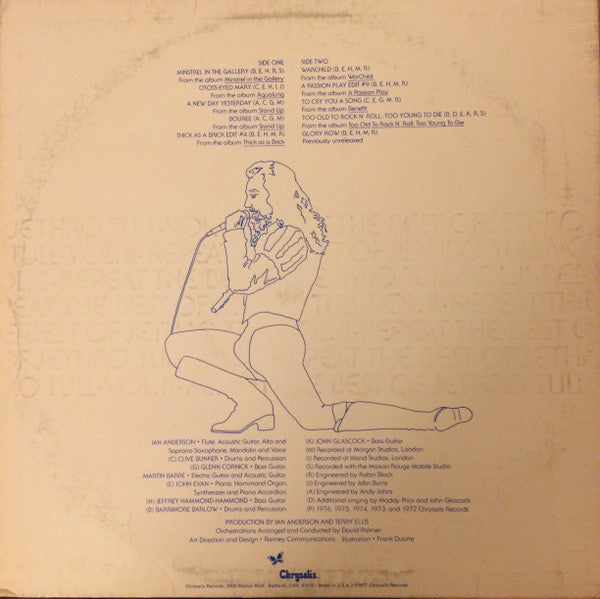 SIDE ONE
MINSTREL IN THE GALLERY (B, E, H, R, S)
From the album Minstrel in the Gallery
CROSS-EYED MARY (C, E, H, I, J)
From the album Aqualung
A NEW DAY YESTERDAY (A, C, G, M)
From the album Stand Up
BOUREE (A, C, G, M)
From the album Stand Up
THICK AS A BRICK EDIT #4 (B, E, H, M, R)
From the album Thick as a Brick
SIDE TWO
WARCHILD (B, E, H, M, R)
From the album WarChild
A PASSION PLAY EDIT #9 (B, E, H, M, R)
From the album A Passion Play
TO CRY YOU A SONG (C, E, G, M, R)
From the album Benefit
TOO OLD TO ROCK N' ROLL, TOO YOUNG TO DIE (B, D, E, K, R, S)
From the album Too Old To Rock N' Roll, Too Young To Die
GLORY ROW (B, E, H, M, R)
Previously unreleased
IAN ANDERSON • Flute, Acoustic Guitar, Alto and
Soprano Saxophone, Mandolin and Voice
(C) CLIVE BUNKER • Drums and Percussion
(G) GLENN CORNICK • Bass Guitar
MARTIN BARRE • Electric Guitar and Acoustic Guitar
(E) JOHN EVAN • Piano, Hammond Organ,
Synthesizer and Piano Accordion
(H) JEFFREY HAMMOND-HAMMOND • Bass Guitar
(B) BARRIMORE BARLOW • Drums and Percussion
(K) JOHN GLASCOCK • Bass Guitar
(M) Recorded at Morgan Studios, London
(I) Recorded at Island Studios, London
(S) Recorded with the Maison Rouge Mobile Studio
(R) Engineered by Robin Black
(J) Engineered by John Burns
(A) Engineered by Andy Johns
(D) Additional singing by Maddy Prior and John Glascock
(P) 1976, 1975, 1974, 1973, and 1972 Chrysalis Records
PRODUCTION BY IAN ANDERSON AND TERRY ELLIS
Orchestrations Arranged and Conducted by David Palmer
Art Direction and Design • Ramey Communications Illustration • Frank Duarte
Chrysalis
Chrysalis Records, Warner Blvd., Burbank, Calif. • Made in U.S.A. • Chrysalis Records